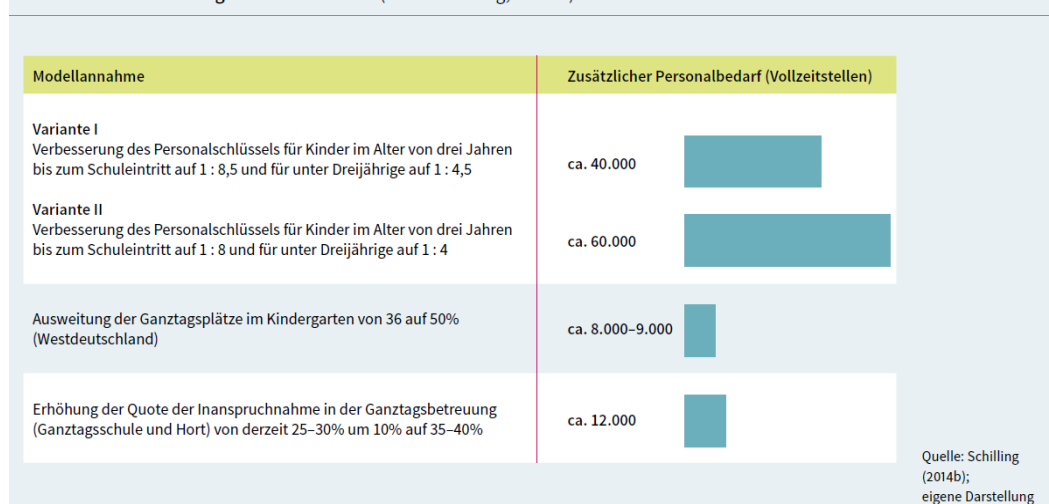 Modellannahme
Zusätzlicher Personalbedarf (Vollzeitstellen)
Variante I
Verbesserung des Personalschlüssels für Kinder im Alter von drei Jahren
bis zum Schuleintritt auf 1 : 8,5 und für unter Dreijährige auf 1 : 4,5
ca. 40.000
Variante II
Verbesserung des Personalschlüssels für Kinder im Alter von drei Jahren
bis zum Schuleintritt auf 1 : 8 und für unter Dreijährige auf 1 : 4
ca. 60.000
Ausweitung der Ganztagsplätze im Kindergarten von 36 auf 50%
(Westdeutschland)
ca. 8.000–9.000
Erhöhung der Quote der Inanspruchnahme in der Ganztagsbetreuung
(Ganztagsschule und Hort) von derzeit 25–30% um 10% auf 35–40%
ca. 12.000
Quelle: Schilling
(2014b);
eigene Darstellung